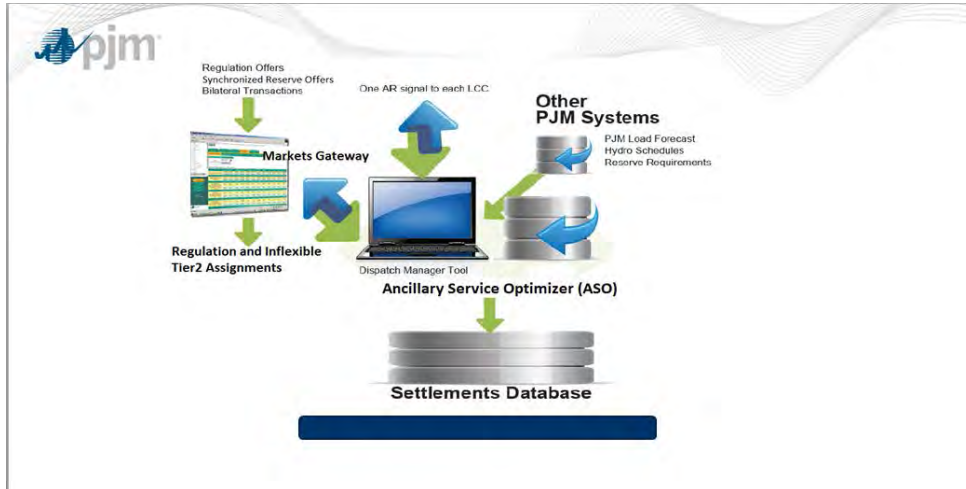 pjm
Regulation Offers
Synchronized Reserve Offers
Bilateral Transactions
One AR signal to each LCC
Other
PJM Systems
PJM Load Forecast
Hydro Schedules
Reserve Requirements
Markets Gateway
Regulation and Inflexible
Tier2 Assignments
Dispatch Manager Tool
Ancillary Service Optimizer (ASO)
Settlements Database